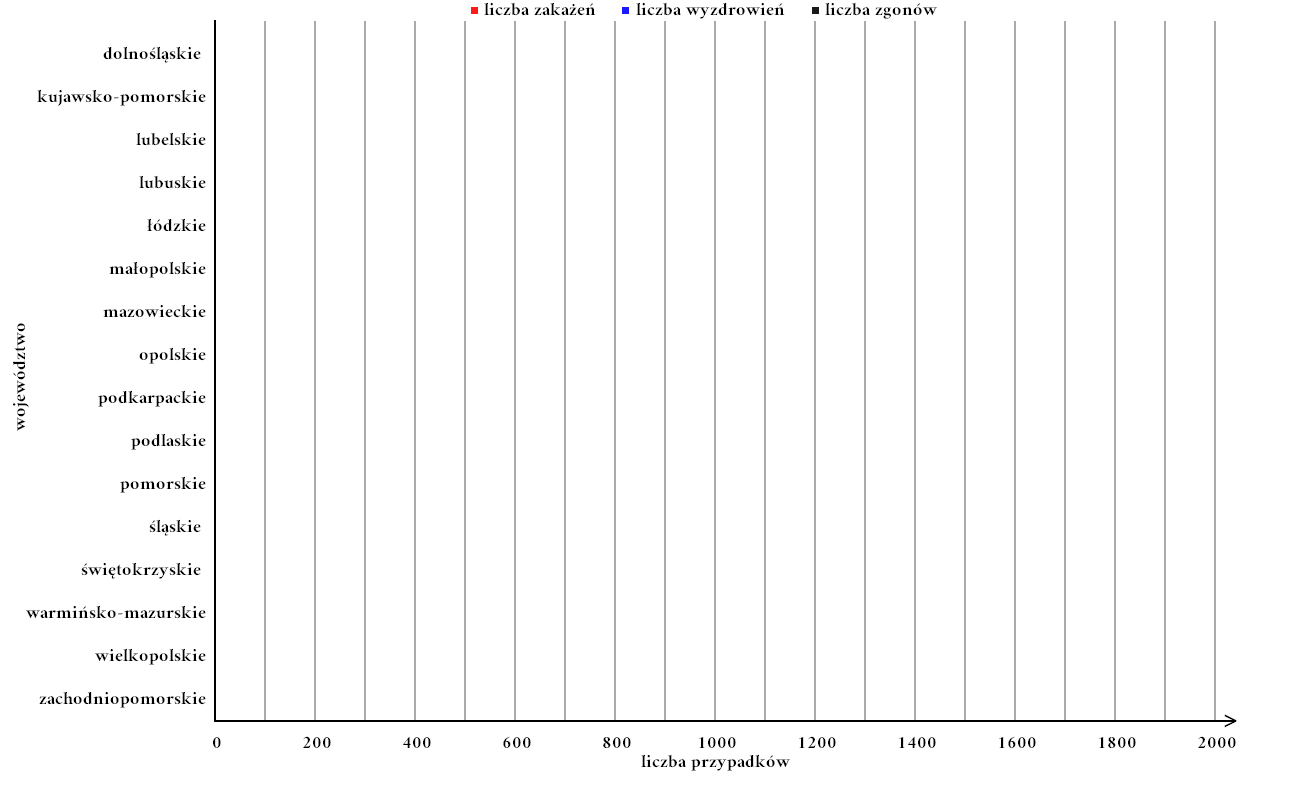 liczba zakażeń liczba wyzdrowień liczba zgonów
dolnośląskie
kujawsko-pomorskie
lubelskie
lubuskie
łódzkie
małopolskie
mazowieckie
opolskie
podkarpackie
podlaskie
pomorskie
śląskie
świętokrzyskie
warmińsko-mazurskie
wielkopolskie
zachodniopomorskie
województwo
0 200 400 600 800 1000 1200 1400 1600 1800 2000
liczba przypadków